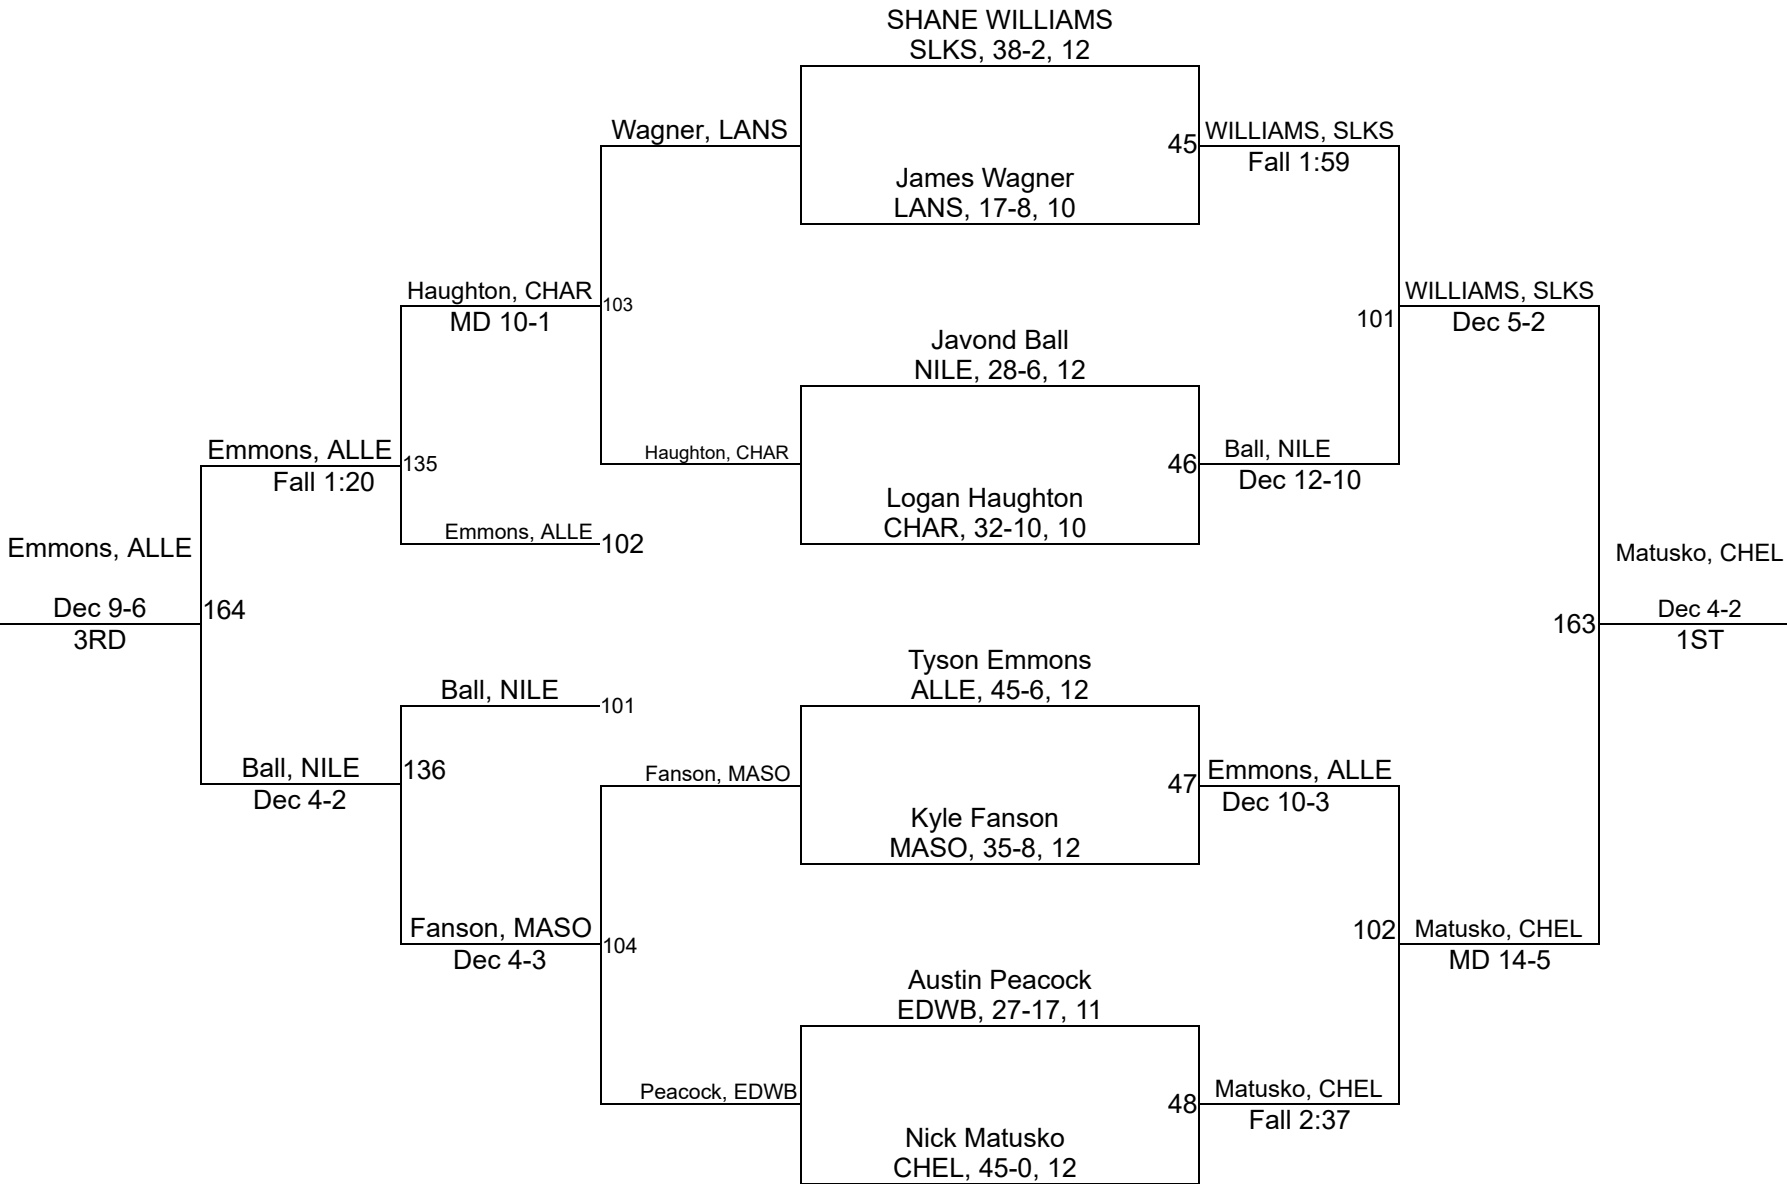 SHANE WILLIAMS
SLKS, 38-2, 12
Wagner, LANS
45
WILLIAMS, SLKS
Fall 1:59
James Wagner
LANS, 17-8, 10
Haughton, CHAR
MD 10-1
103
WILLIAMS, SLKS
Dec 5-2
101
Javond Ball
NILE, 28-6, 12
Emmons, ALLE
Fall 1:20
135
Haughton, CHAR
46
Ball, NILE
Dec 12-10
Logan Haughton
CHAR, 32-10, 10
Emmons, ALLE
102
Emmons, ALLE
Dec 9-6
3RD
164
Matusko, CHEL
Dec 4-2
1ST
163
Tyson Emmons
ALLE, 45-6, 12
Ball, NILE
101
Ball, NILE
Dec 4-2
136
Fanson, MASO
47
Emmons, ALLE
Dec 10-3
Kyle Fanson
MASO, 35-8, 12
Fanson, MASO
Dec 4-3
104
102
Matusko, CHEL
MD 14-5
Austin Peacock
EDWB, 27-17, 11
Peacock, EDWB
48
Matusko, CHEL
Fall 2:37
Nick Matusko
CHEL, 45-0, 12